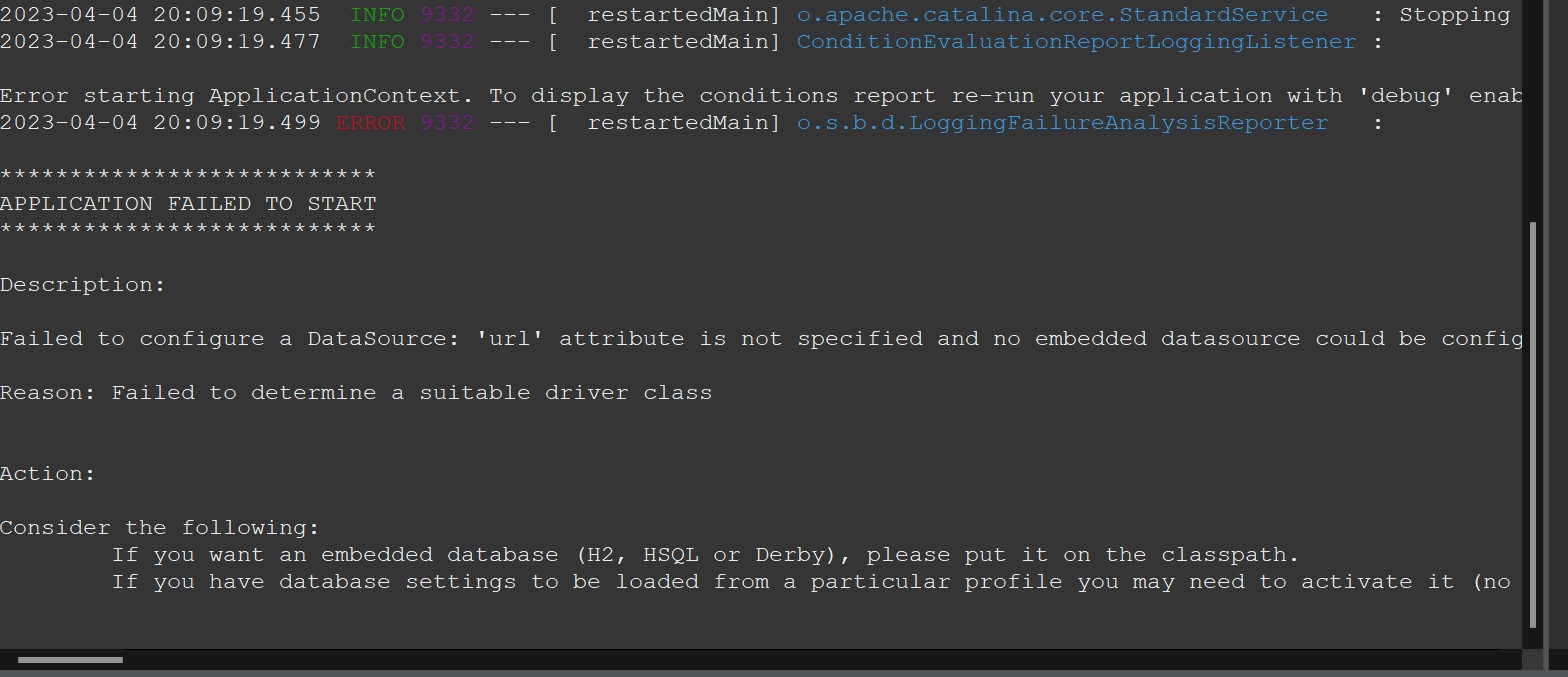 2023-04-04 20:09:19.455  INFO 9332 --- [  restartedMain] o.apache.catalina.core.StandardService   : Stopping
2023-04-04 20:09:19.477  INFO 9332 --- [  restartedMain] ConditionEvaluationReportLoggingListener :
Error starting ApplicationContext. To display the conditions report re-run your application with 'debug' enab
2023-04-04 20:09:19.499 ERROR 9332 --- [  restartedMain] o.s.b.d.LoggingFailureAnalysisReporter   :
***************************
APPLICATION FAILED TO START
***************************
Description:
Failed to configure a DataSource: 'url' attribute is not specified and no embedded datasource could be config
Reason: Failed to determine a suitable driver class
Action:
Consider the following:
If you want an embedded database (H2, HSQL or Derby), please put it on the classpath.
If you have database settings to be loaded from a particular profile you may need to activate it (no